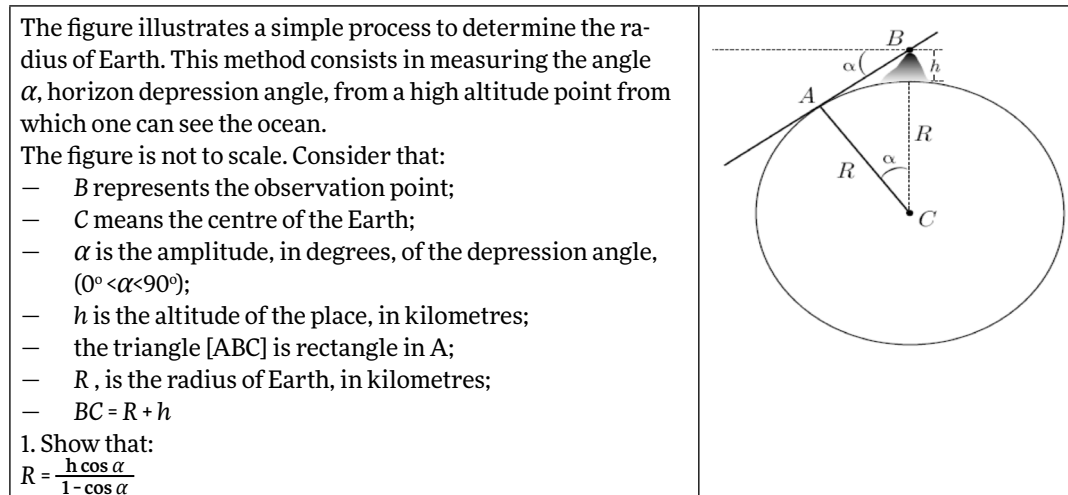 The figure illustrates a simple process to determine the ra-
dius of Earth. This method consists in measuring the angle
α, horizon depression angle, from a high altitude point from
which one can see the ocean.
The figure is not to scale. Consider that:
— B represents the observation point;
— C means the centre of the Earth;
— α is the amplitude, in degrees, of the depression angle,
(0º <α<90º);
— h is the altitude of the place, in kilometres;
— the triangle [ABC] is rectangle in A;
— R , is the radius of Earth, in kilometres;
— BC = R + h
1. Show that:
R = h cos α / 1 - cos α
B
α
h
A
R
α
R
C